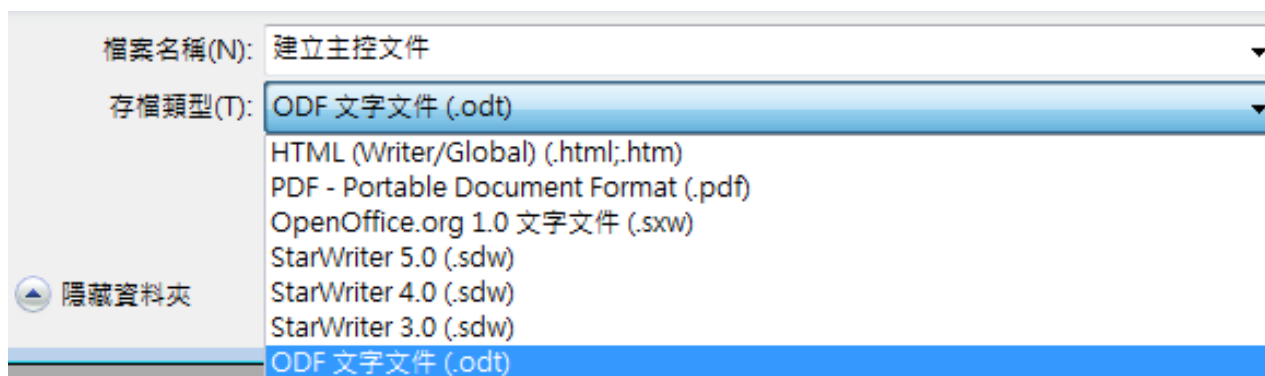 檔案名稱(N): 建立主控文件
存檔類型(T): ODF 文字文件 (.odt)
HTML (Writer/Global) (.html;.htm)
PDF - Portable Document Format (.pdf)
OpenOffice.org 1.0 文字文件 (.sxw)
StarWriter 5.0 (.sdw)
StarWriter 4.0 (.sdw)
隱藏資料夾
StarWriter 3.0 (.sdw)
ODF 文字文件 (.odt)